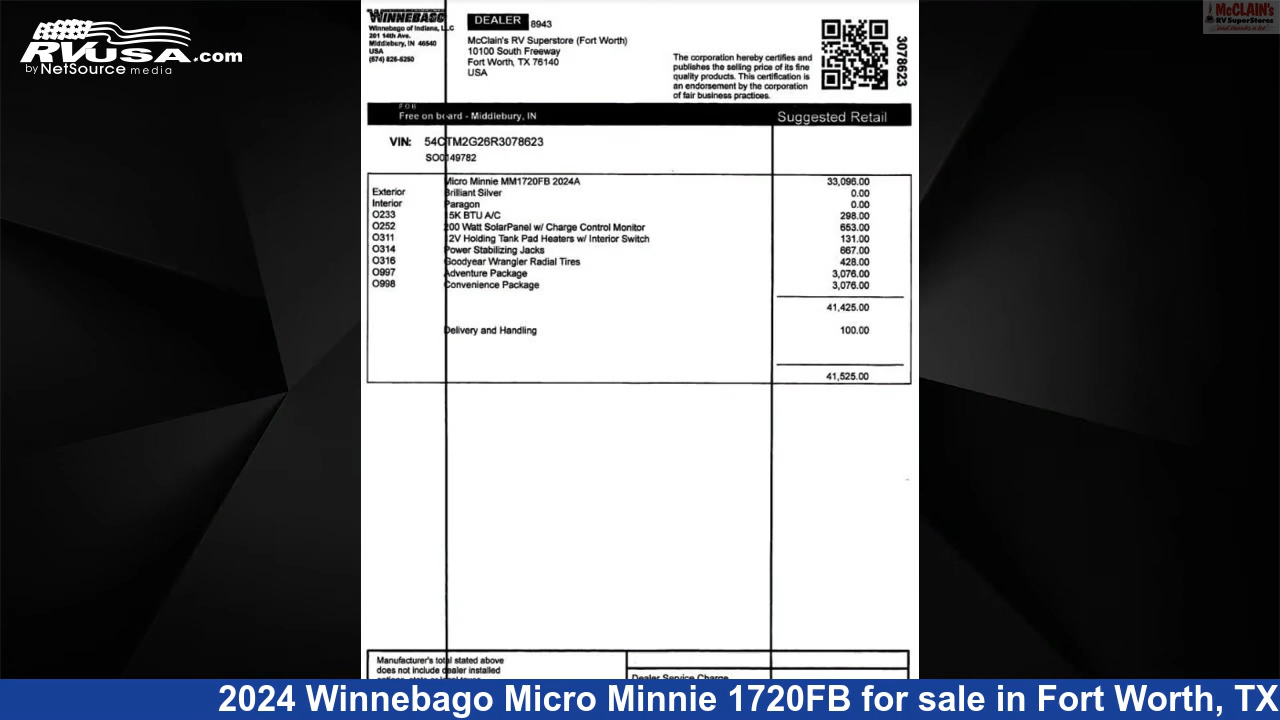 RVUSA.com
by NetSource media
WINNEBAGO
Winnebago of Indiana, LLC
201 14th Ave.
Middlebury, IN 46540
USA
(574) 825-5250
DEALER 8943
McClain's RV Superstore (Fort Worth)
10100 South Freeway
Fort Worth, TX 76140
USA
The corporation hereby certifies and
publishes the selling price of its fine
quality products. This certification is
an endorsement by the corporation
of fair business practices.
3078623
McCLAIN'S
RV SUPERSTORES
FOB
Free on board - Middlebury, IN Suggested Retail
VIN: 54CTM2G26R3078623
SO0149782
Micro Minnie MM1720FB 2024A 33,096.00
Exterior Brilliant Silver 0.00
Interior Paragon 0.00
O233 15K BTU A/C 298.00
O252 200 Watt SolarPanel w/ Charge Control Monitor 653.00
O311 12V Holding Tank Pad Heaters w/ Interior Switch 131.00
O314 Power Stabilizing Jacks 667.00
O316 Goodyear Wrangler Radial Tires 428.00
O997 Adventure Package 3,076.00
O998 Convenience Package 3,076.00
41,425.00
Delivery and Handling 100.00
41,525.00
Manufacturer's total stated above
does not include dealer installed
Dealer Service Charge
2024 Winnebago Micro Minnie 1720FB for sale in Fort Worth, TX